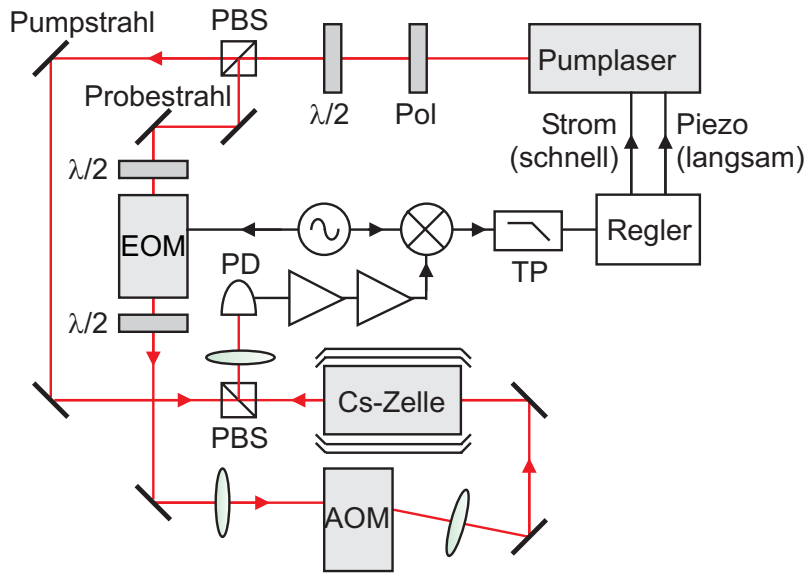 PBS
Pumpstrahl
Pumplaser
Probestrahl
λ/2
Pol
Strom
(schnell)
Piezo
(langsam)
λ/2
EOM
Regler
TP
PD
λ/2
Cs-Zelle
PBS
AOM